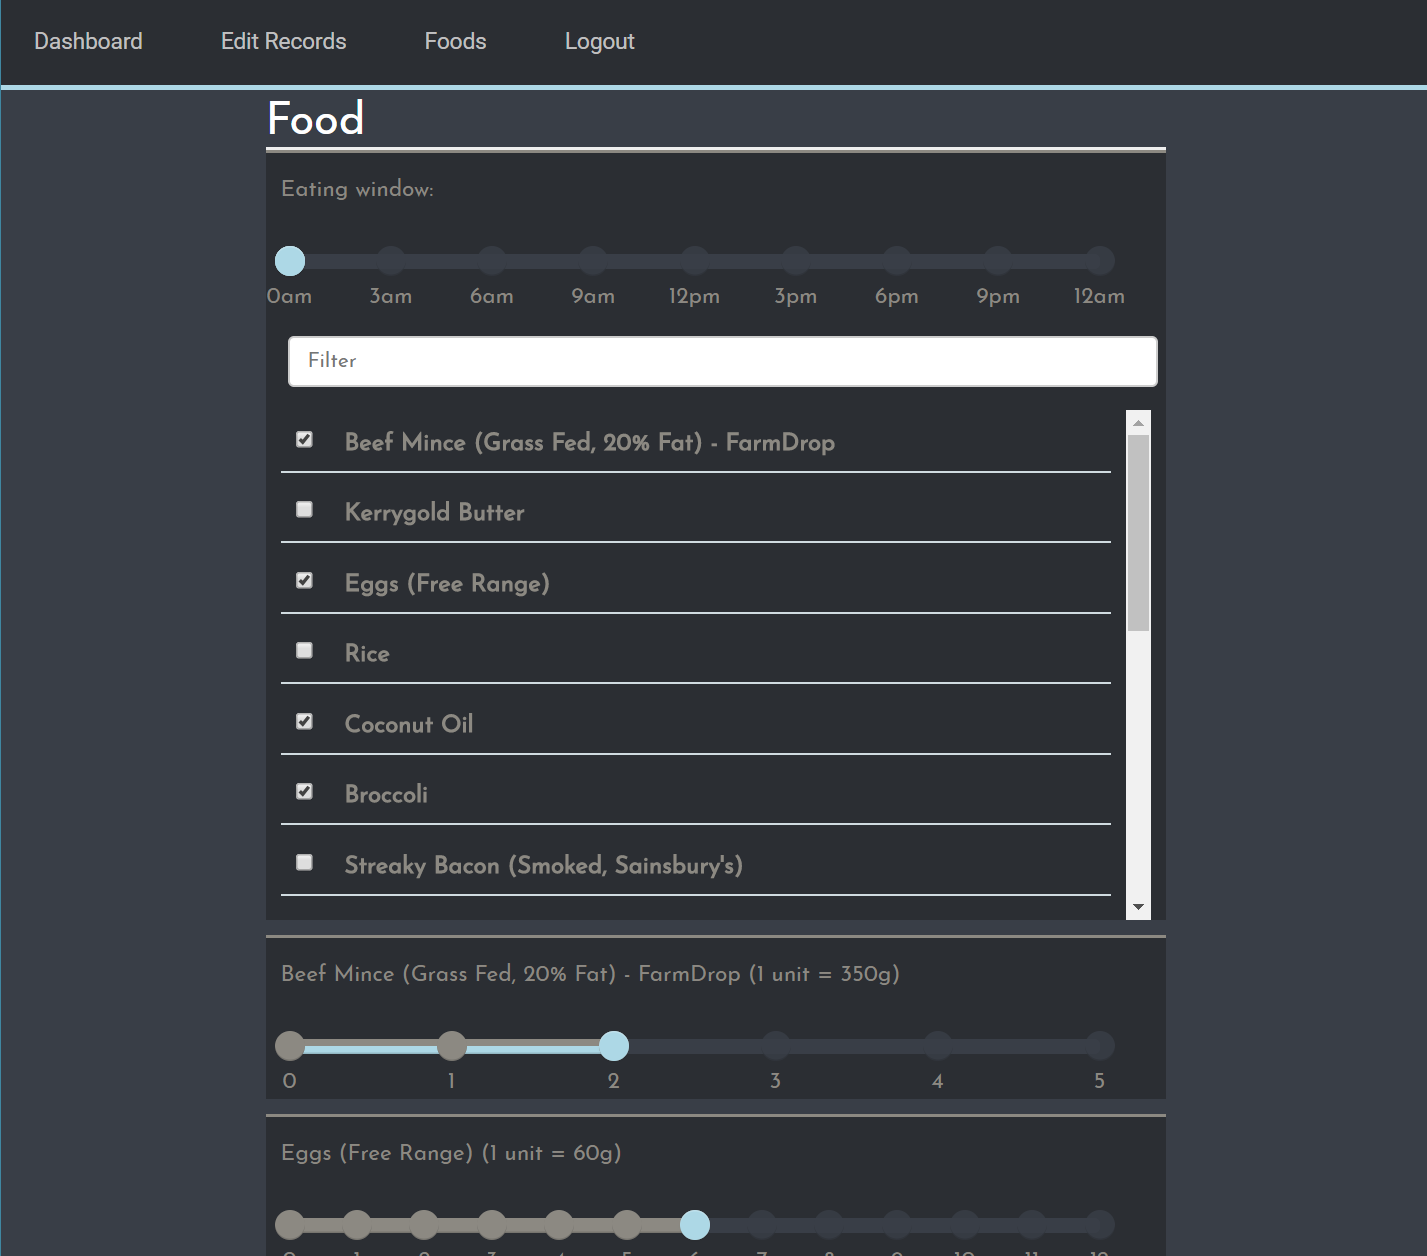 Dashboard Edit Records Foods Logout
Food
Eating window:
0am 3am 6am 9am 12pm 3pm 6pm 9pm 12am
Filter
Beef Mince (Grass Fed, 20% Fat) - FarmDrop
Kerrygold Butter
Eggs (Free Range)
Rice
Coconut Oil
Broccoli
Streaky Bacon (Smoked, Sainsbury's)
Beef Mince (Grass Fed, 20% Fat) - FarmDrop (1 unit = 350g)
0 1 2 3 4 5
Eggs (Free Range) (1 unit = 60g)